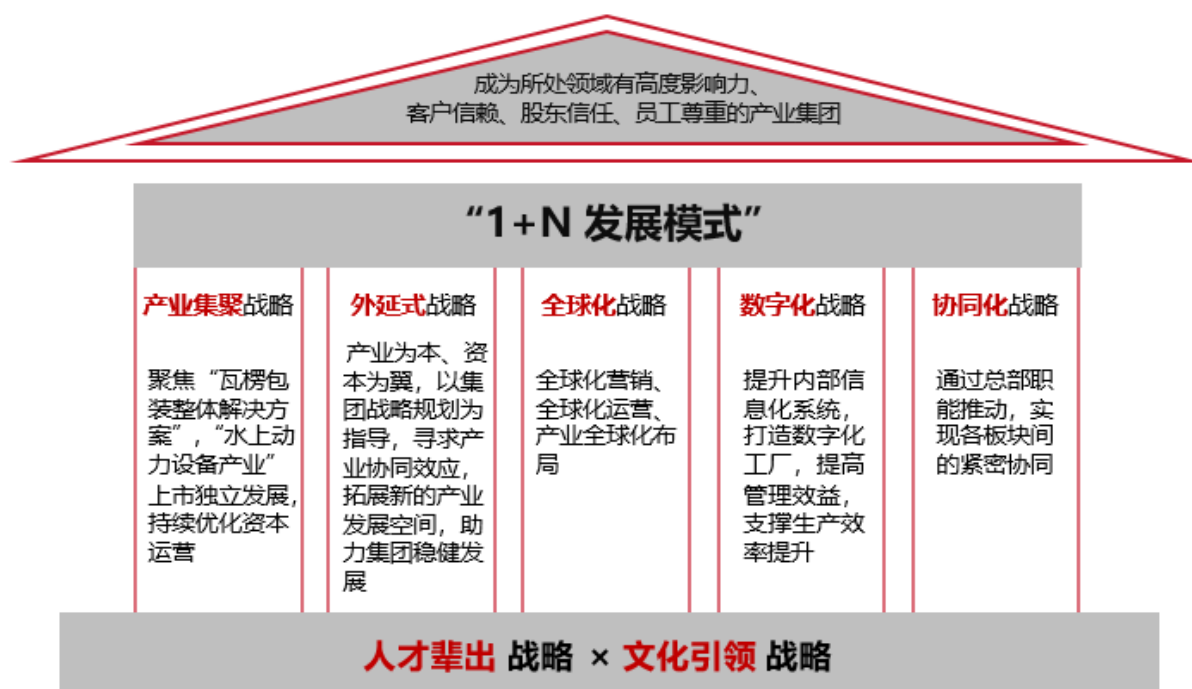 成为所处领域有高度影响力、
客户信赖、股东信任、员工尊重的产业集团
“1+N 发展模式”
产业集聚战略
聚焦“瓦楞包
装整体解决方
案”,“水上动
力设备产业”
上市独立发展,
持续优化资本
运营
外延式战略
产业为本、资
本为翼，以集
团战略规划为
指导，寻求产
业协同效应，
拓展新的产业
发展空间，助
力集团稳健发
展
全球化战略
全球化营销、
全球化运营、
产业全球化布
局
数字化战略
提升内部信
息化系统，
打造数字化
工厂，提高
管理效益，
支撑生产效
率提升
协同化战略
通过总部职
能推动，实
现各板块间
的紧密协同
人才辈出 战略 × 文化引领 战略